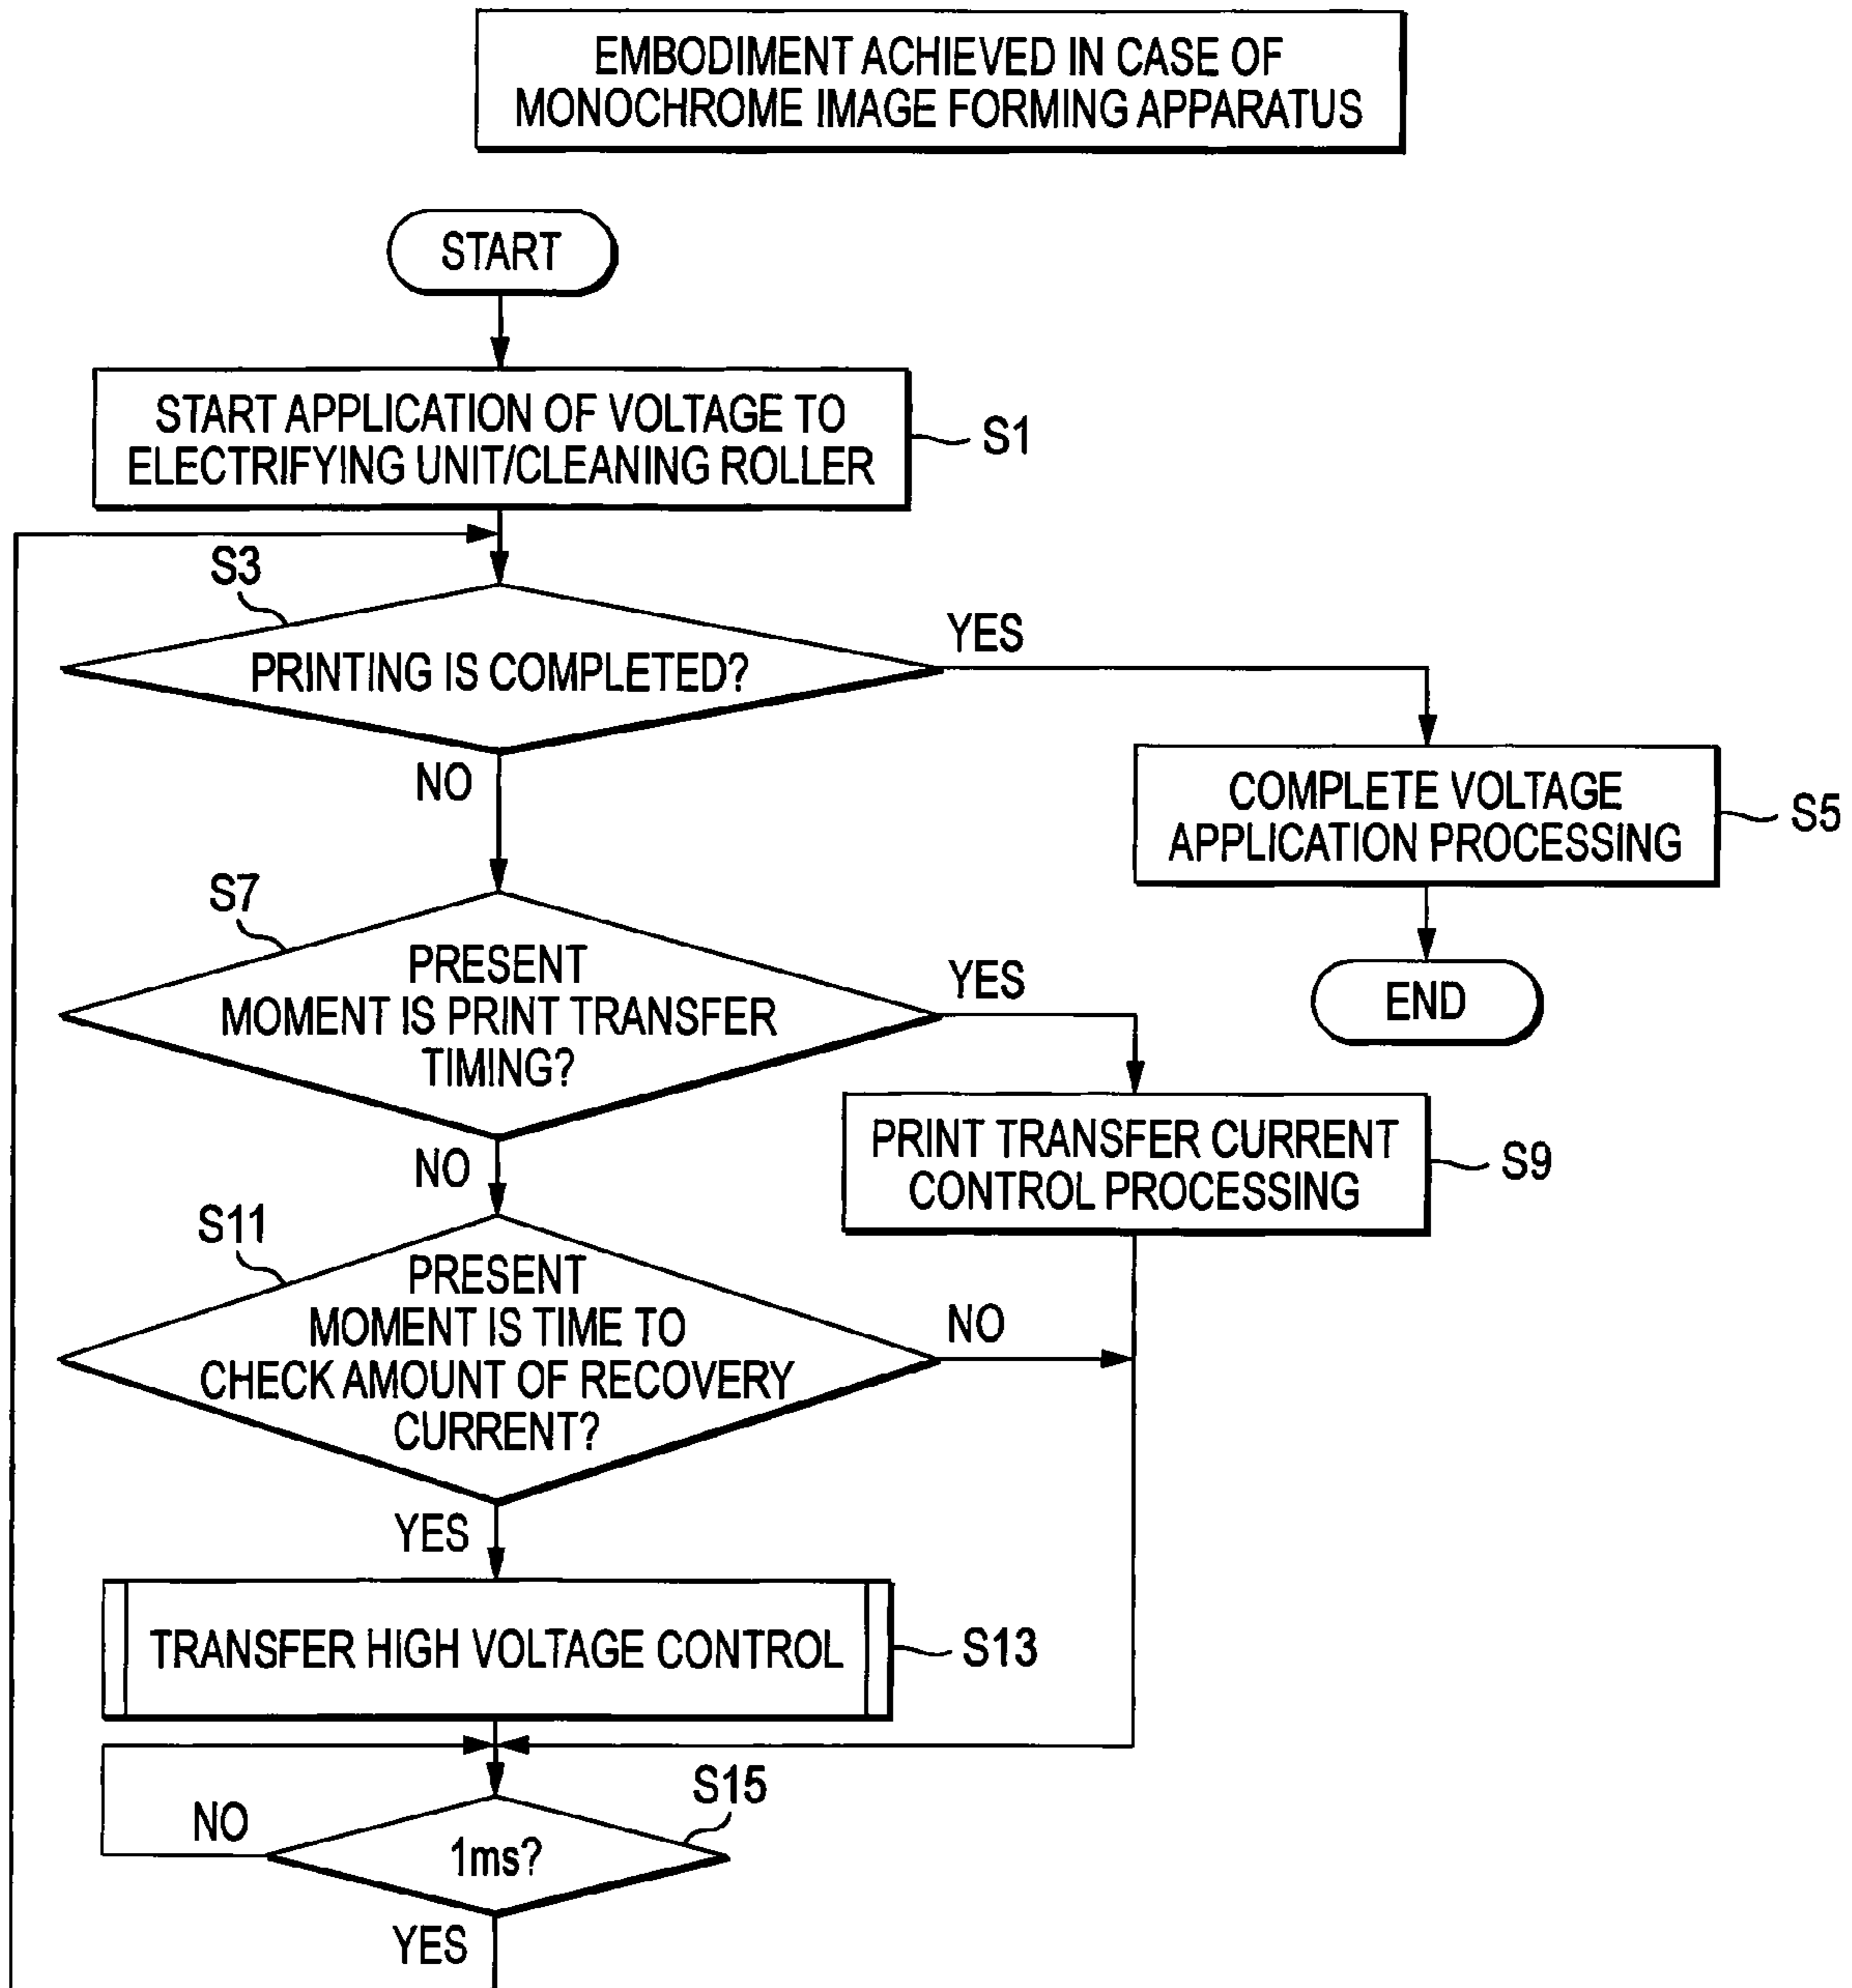 EMBODIMENT ACHIEVED IN CASE OF
MONOCHROME IMAGE FORMING APPARATUS
START
START APPLICATION OF VOLTAGE TO
ELECTRIFYING UNIT/CLEANING ROLLER
S1
S3
PRINTING IS COMPLETED?
YES
NO
COMPLETE VOLTAGE
APPLICATION PROCESSING
S5
END
S7
PRESENT
MOMENT IS PRINT TRANSFER
TIMING?
YES
NO
PRINT TRANSFER CURRENT
CONTROL PROCESSING
S9
S11
PRESENT
MOMENT IS TIME TO
CHECK AMOUNT OF RECOVERY
CURRENT?
NO
YES
TRANSFER HIGH VOLTAGE CONTROL
S13
S15
NO
1ms?
YES